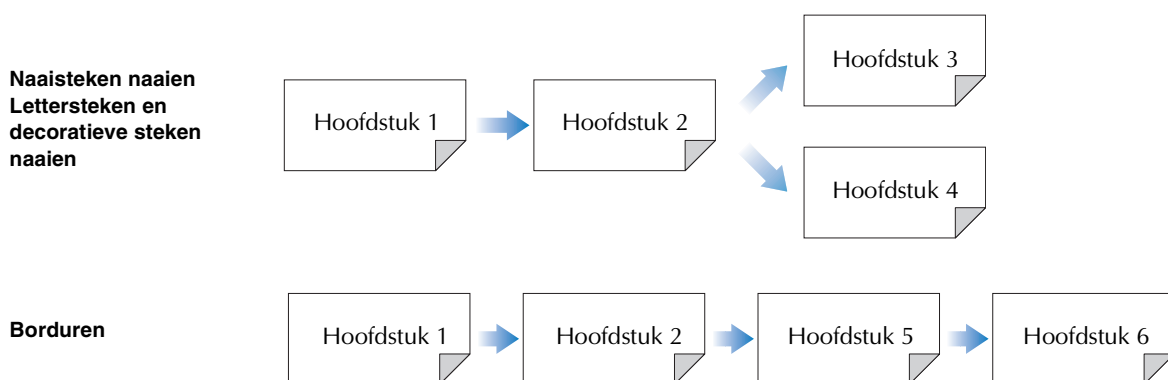 Naaisteken naaien
Lettersteken en
decoratieve steken
naaien
Hoofdstuk 1
Hoofdstuk 2
Hoofdstuk 3
Hoofdstuk 4
Borduren
Hoofdstuk 1
Hoofdstuk 2
Hoofdstuk 5
Hoofdstuk 6